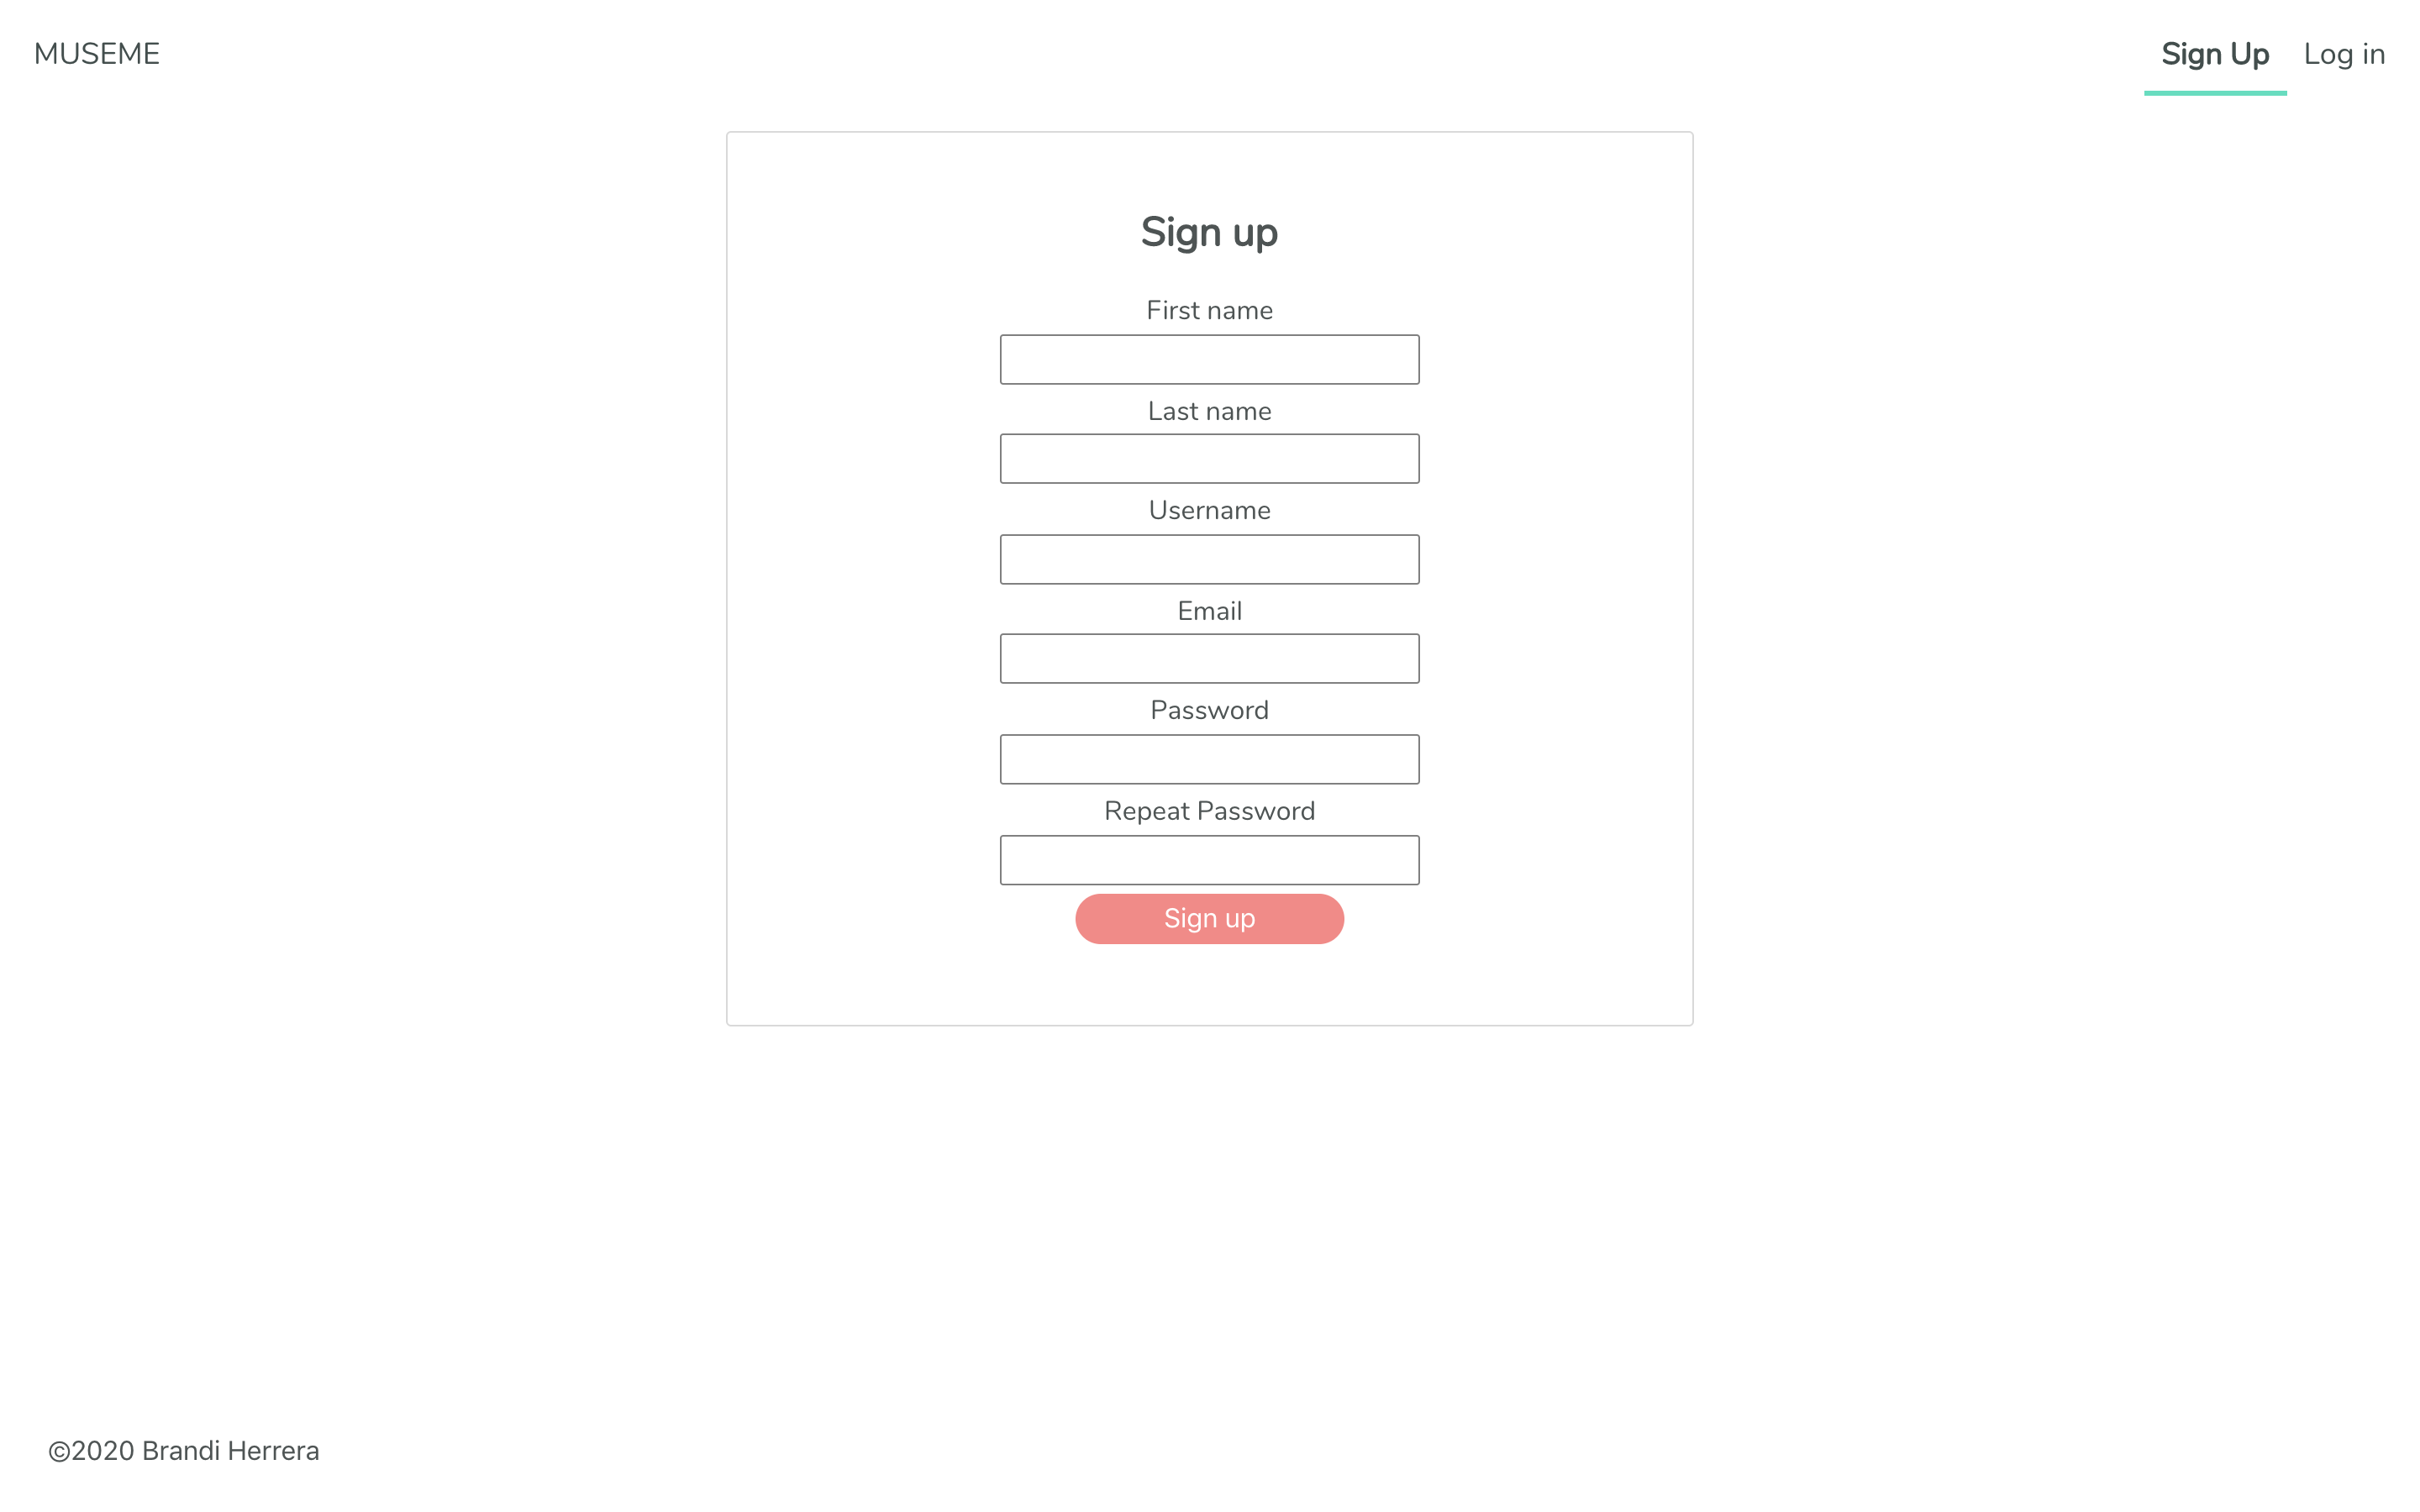 MUSEME
Sign Up
Log in
Sign up
First name
Last name
Username
Email
Password
Repeat Password
Sign up
©2020 Brandi Herrera